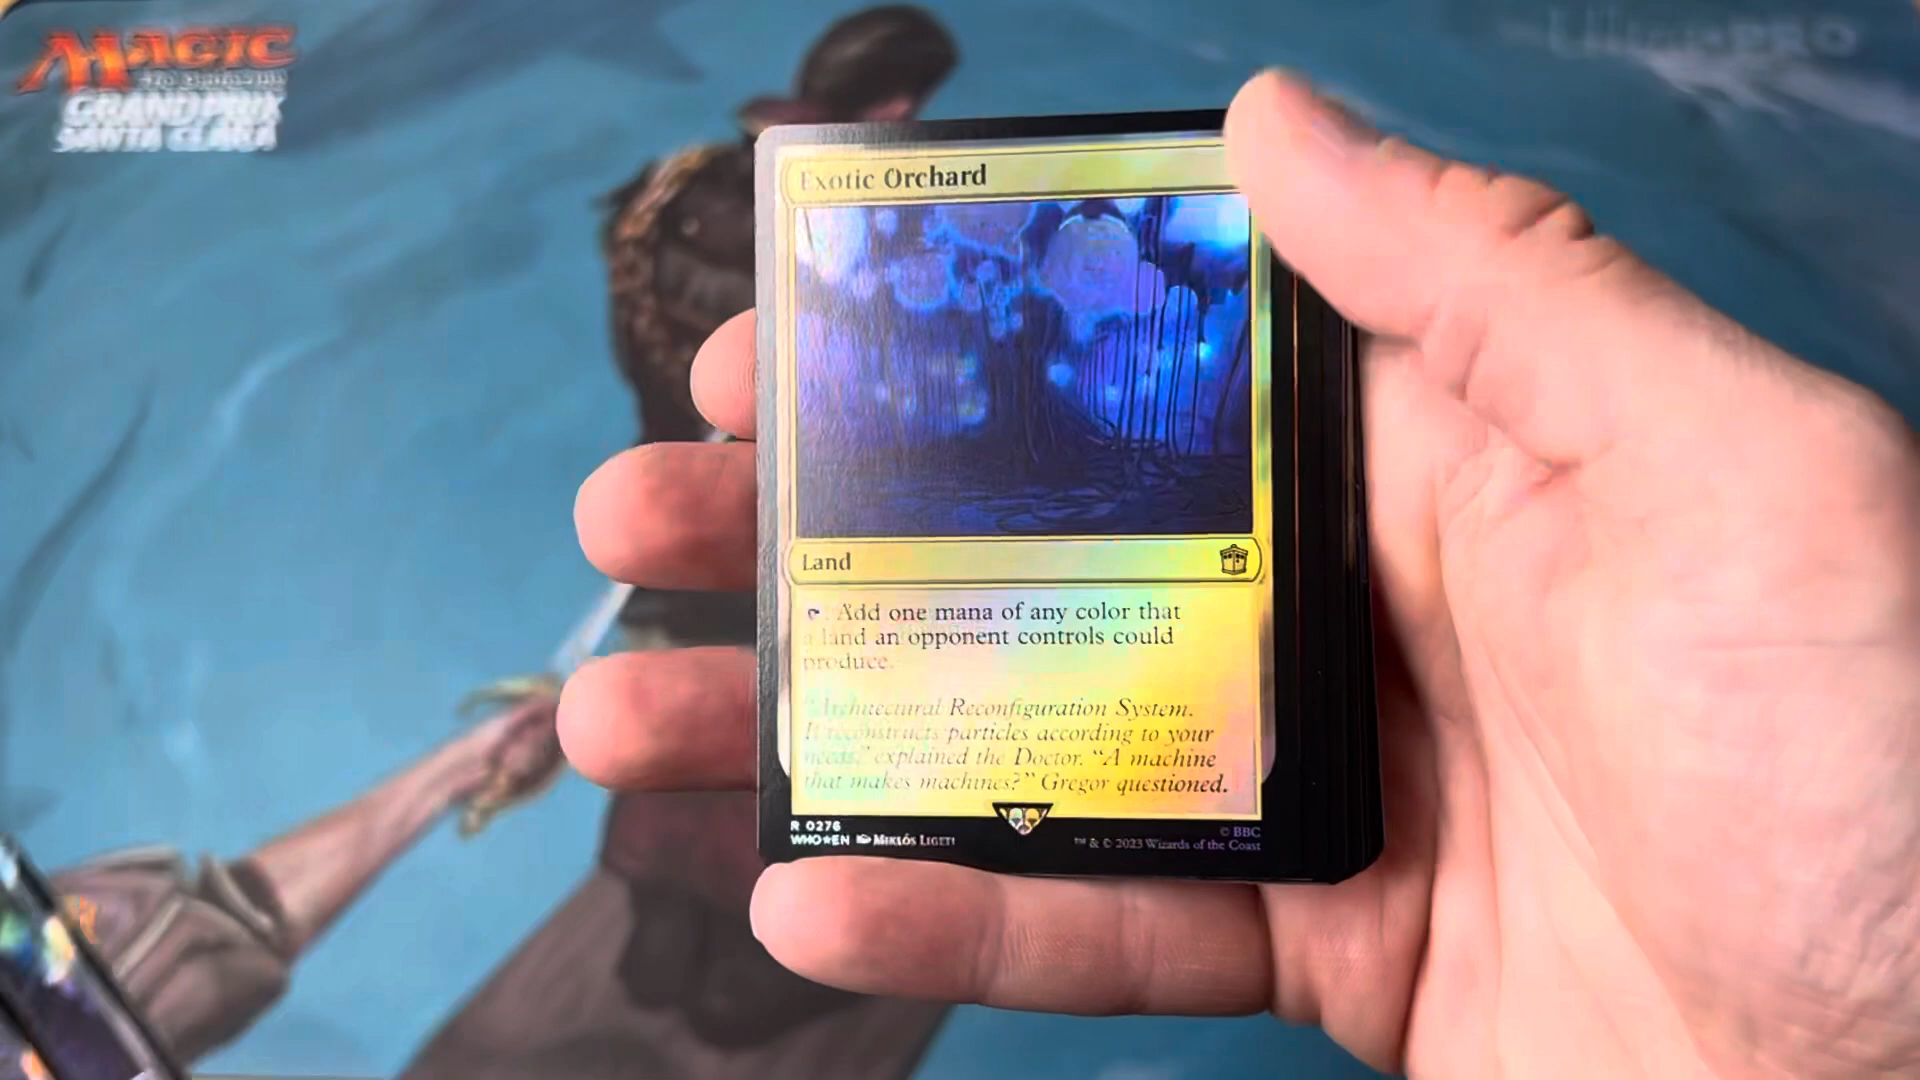 MAGIC
GRAND PRIX
SANTA CLARA
Ultra PRO
Exotic Orchard
Land
: Add one mana of any color that
a land an opponent controls could
produce.
"Architectural Reconfiguration System.
It reconstructs particles according to your
needs," explained the Doctor. "A machine
that makes machines?" Gregor questioned.
R 0276
WHO★EN MIKLÓS LIGETI
© BBC
™ & © 2023 Wizards of the Coast